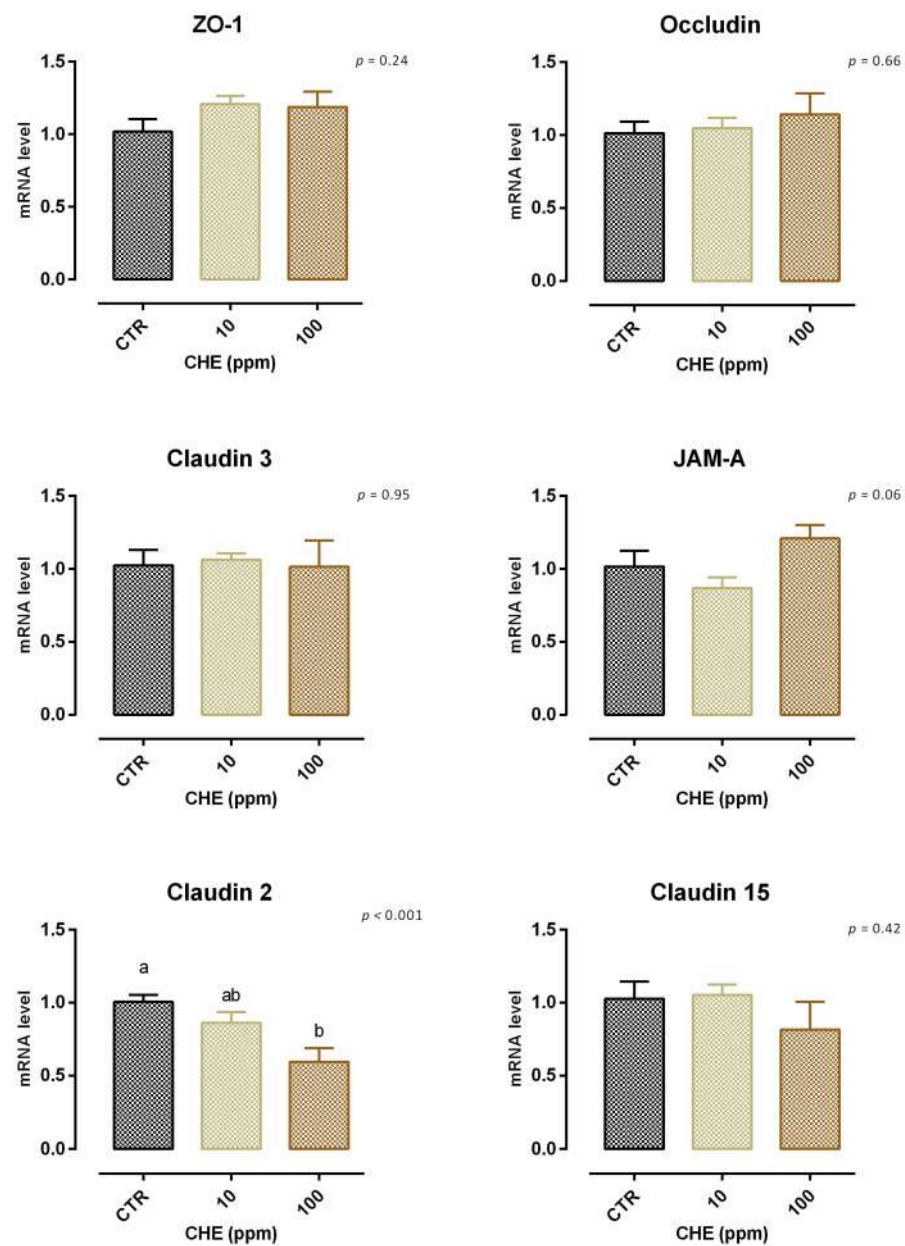 ZO-1
p = 0.24
mRNA level
1.5
1.0
0.5
0.0
CTR
10
100
CHE (ppm)
Occludin
p = 0.66
mRNA level
1.5
1.0
0.5
0.0
CTR
10
100
CHE (ppm)
Claudin 3
p = 0.95
mRNA level
1.5
1.0
0.5
0.0
CTR
10
100
CHE (ppm)
JAM-A
p = 0.06
mRNA level
1.5
1.0
0.5
0.0
CTR
10
100
CHE (ppm)
Claudin 2
p < 0.001
mRNA level
1.5
1.0
0.5
0.0
a
ab
b
CTR
10
100
CHE (ppm)
Claudin 15
p = 0.42
mRNA level
1.5
1.0
0.5
0.0
CTR
10
100
CHE (ppm)